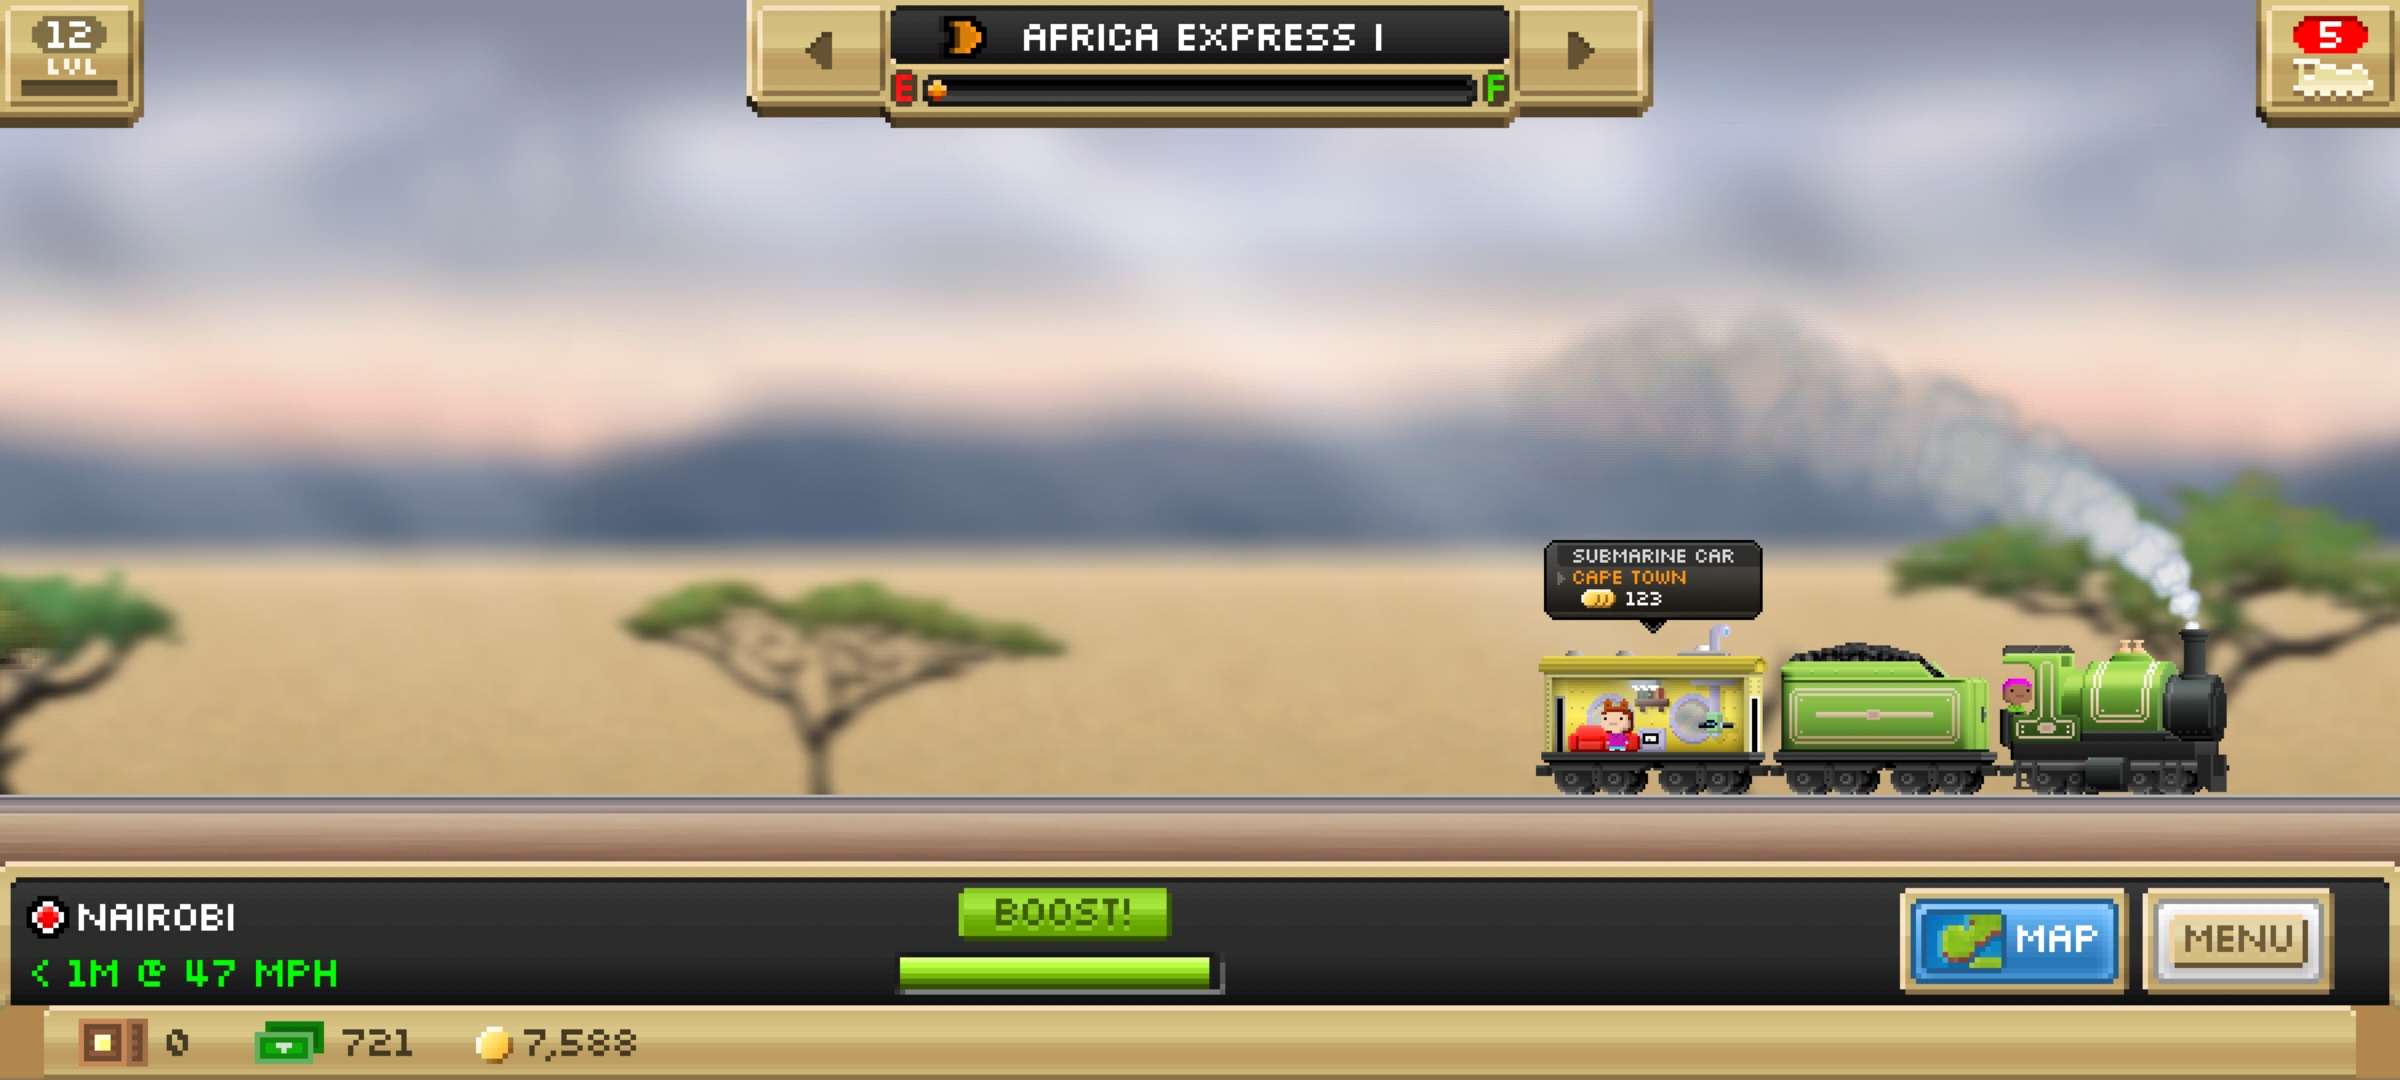 12
LVL
AFRICA EXPRESS I
E F
5
SUBMARINE CAR
CAPE TOWN
123
NAIROBI
< 1M @ 47 MPH
BOOST!
MAP
MENU
0
721
7,588